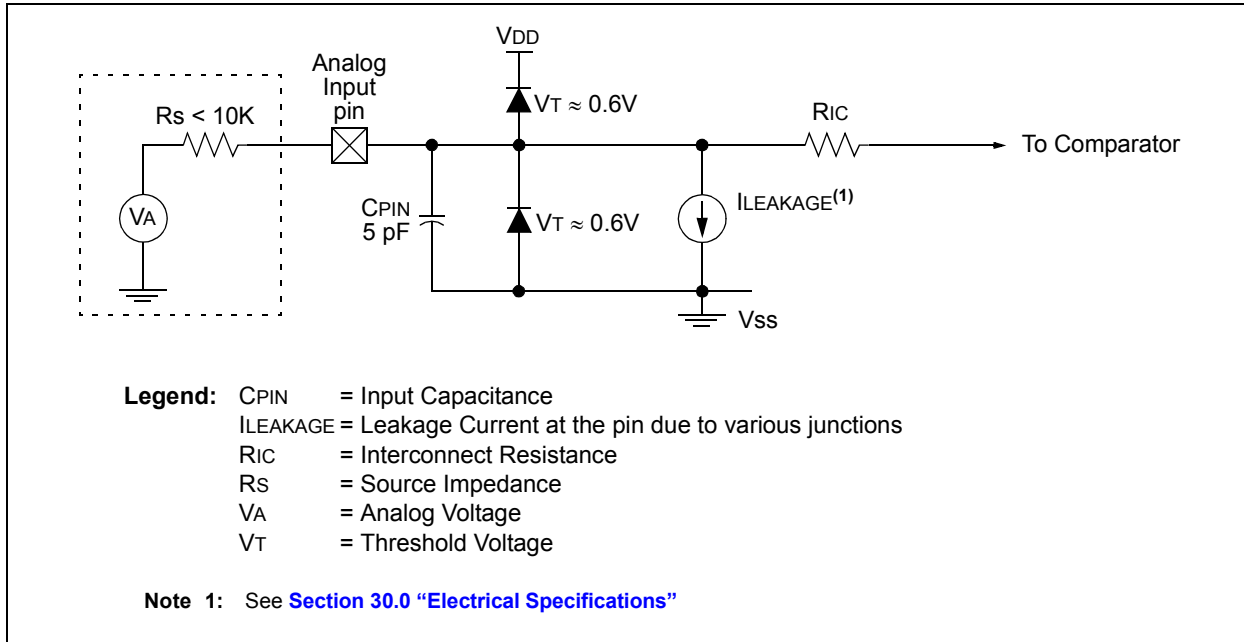 VDD
Analog
Input
pin
Rs < 10K
VT ≈ 0.6V
RIC
To Comparator
VA
CPIN
5 pF
VT ≈ 0.6V
ILEAKAGE(1)
Vss
Legend: CPIN = Input Capacitance
ILEAKAGE = Leakage Current at the pin due to various junctions
RIC = Interconnect Resistance
RS = Source Impedance
VA = Analog Voltage
VT = Threshold Voltage
Note 1: See Section 30.0 “Electrical Specifications”